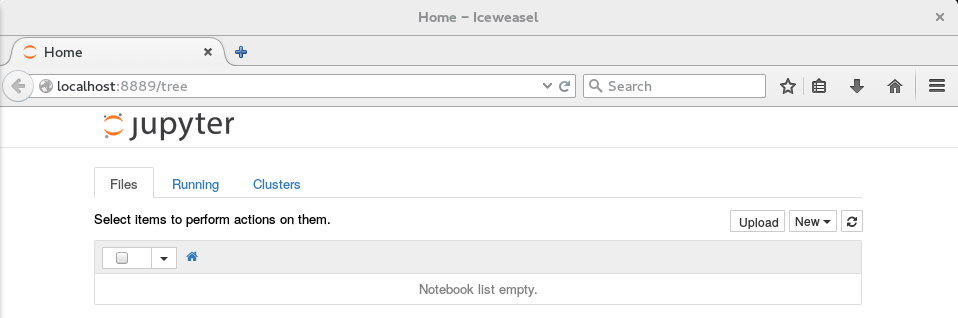 Home – Iceweasel
Home
localhost:8889/tree
Search
jupyter
Files Running Clusters
Select items to perform actions on them.
Upload New
Notebook list empty.